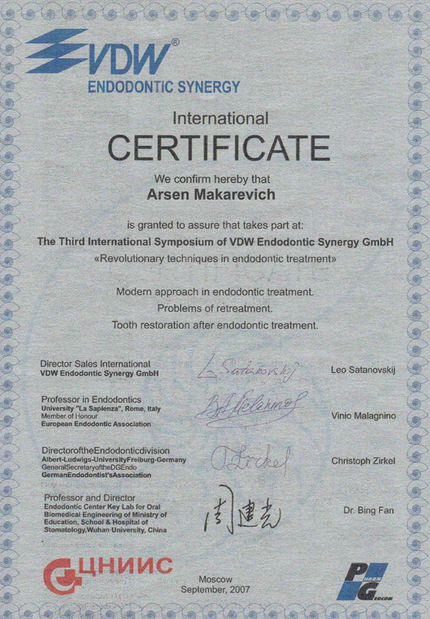 VDW®
ENDODONTIC SYNERGY
International
CERTIFICATE
We confirm hereby that
Arsen Makarevich
is granted to assure that takes part at:
The Third International Symposium of VDW Endodontic Synergy GmbH
«Revolutionary techniques in endodontic treatment»
Modern approach in endodontic treatment.
Problems of retreatment.
Tooth restoration after endodontic treatment.
Director Sales International
VDW Endodontic Synergy GmbH
L Satanovskij
Leo Satanovskij
Professor in Endodontics
University "La Sapienza", Rome, Italy
Member of Honour
European Endodontic Association
Vinio Malagnino
DirectoroftheEndonticdivision
Albert-Ludwigs-UniversityFreiburg-Germany
GeneralSecretaryoftheDGEndo
GermanEndodontist'sAssociation
Christoph Zirkel
Professor and Director
Endodontic Center Key Lab for Oral
Biomedical Engineering of Ministry of
Education, School & Hospital of
Stomatology,Wuhan University, China
Dr. Bing Fan
ЦНИИС
Moscow
September, 2007